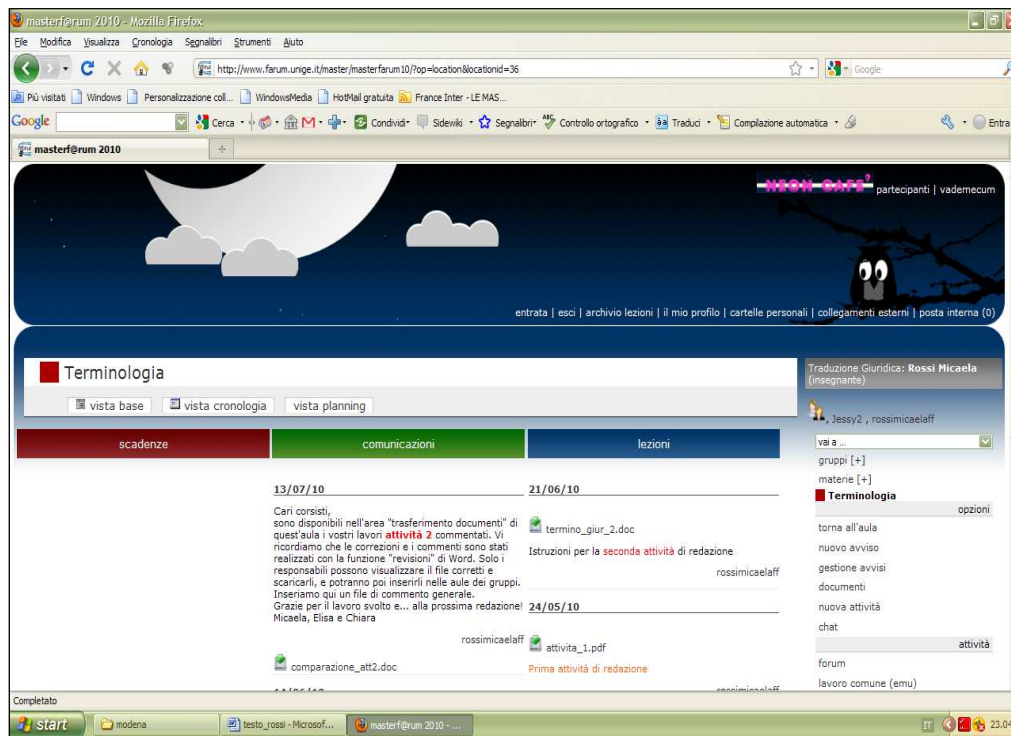 masterf@rum 2010 - Mozilla Firefox
File Modifica Visualizza Cronologia Segnalibri Strumenti Aiuto
http://www.farum.unige.it/master/masterfarum10/?op=location&locationid=36
Google
Più visitati Windows Personalizzazione coll... WindowsMedia HotMail gratuita France Inter - LE MAS...
Google Cerca Condividi Sidewiki Segnalibri Controllo ortografico Traduci Compilazione automatica Entra
masterf@rum 2010
NEON CAFE' partecipanti | vademecum
entrata | esci | archivio lezioni | il mio profilo | cartelle personali | collegamenti esterni | posta interna (0)
Terminologia
vista base vista cronologia vista planning
scadenze comunicazioni lezioni
13/07/10
Cari corsisti,
sono disponibili nell'area "trasferimento documenti" di
quest'aula i vostri lavori attività 2 commentati. Vi
ricordiamo che le correzioni e i commenti sono stati
realizzati con la funzione "revisioni" di Word. Solo i
responsabili possono visualizzare il file corretti e
scaricarli, e potranno poi inserirli nelle aule dei gruppi.
Inseriamo qui un file di commento generale.
Grazie per il lavoro svolto e... alla prossima redazione!
Micaela, Elisa e Chiara
rossimicaelaff
comparazione_att2.doc
21/06/10
termino_giur_2.doc
Istruzioni per la seconda attività di redazione
rossimicaelaff
24/05/10
attivita_1.pdf
Prima attività di redazione
rossimicaelaff
Traduzione Giuridica: Rossi Micaela
(insegnante)
, Jessy2 , rossimicaelaff
vai a ...
gruppi [+]
materie [+]
Terminologia
opzioni
torna all'aula
nuovo avviso
gestione avvisi
documenti
nuova attività
chat
attività
forum
lavoro comune (emu)
Completato
start modena testo_rossi - Microsof... masterf@rum 2010 - ... IT 23.04